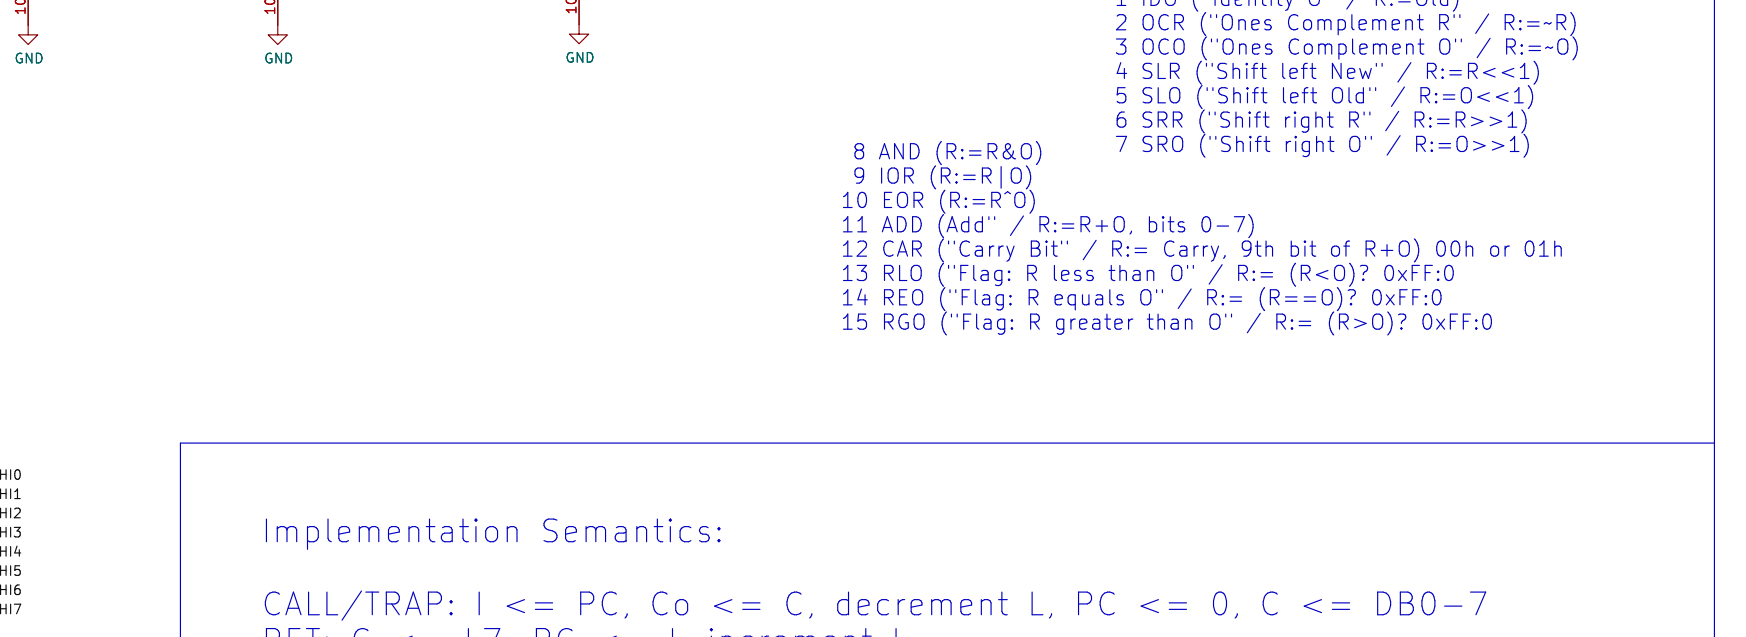 10
10
10
GND
GND
GND
2 OCR ("Ones Complement R" / R:=~R)
3 OCO ("Ones Complement O" / R:=~O)
4 SLR ("Shift left New" / R:=R<<1)
5 SLO ("Shift left Old" / R:=O<<1)
6 SRR ("Shift right R" / R:=R>>1)
7 SRO ("Shift right O" / R:=O>>1)
8 AND (R:=R&O)
9 IOR (R:=R|O)
10 EOR (R:=R^O)
11 ADD (Add" / R:=R+O, bits 0-7)
12 CAR ("Carry Bit" / R:= Carry, 9th bit of R+O) 00h or 01h
13 RLO ("Flag: R less than O" / R:= (R<O)? 0xFF:0
14 REO ("Flag: R equals O" / R:= (R==O)? 0xFF:0
15 RGO ("Flag: R greater than O" / R:= (R>O)? 0xFF:0
HI0
HI1
HI2
HI3
HI4
HI5
HI6
HI7
Implementation Semantics:
CALL/TRAP: I <= PC, Co <= C, decrement L, PC <= 0, C <= DB0-7